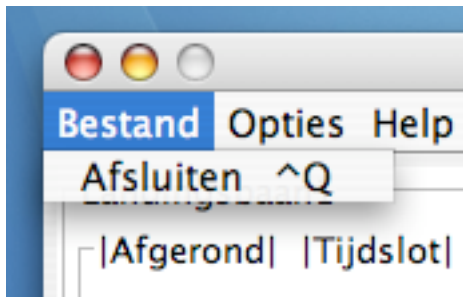 Bestand Opties Help
Afsluiten ^Q
|Afgerond| |Tijdslot|